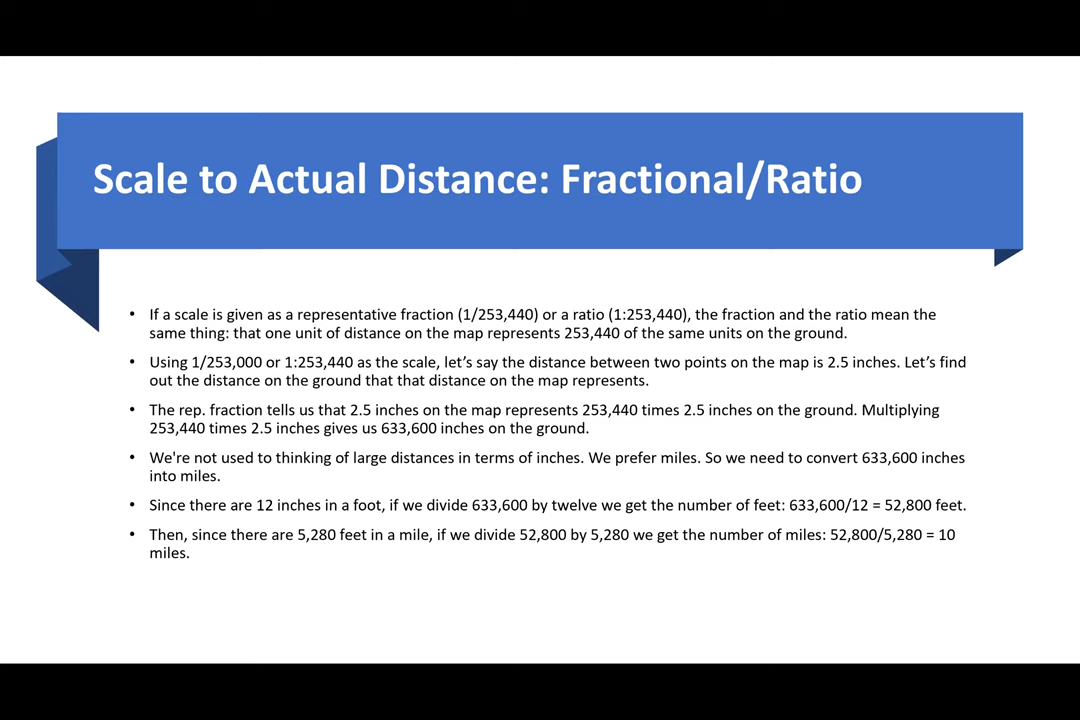 Scale to Actual Distance: Fractional/Ratio
• If a scale is given as a representative fraction (1/253,440) or a ratio (1:253,440), the fraction and the ratio mean the
same thing: that one unit of distance on the map represents 253,440 of the same units on the ground.
• Using 1/253,000 or 1:253,440 as the scale, let’s say the distance between two points on the map is 2.5 inches. Let’s find
out the distance on the ground that that distance on the map represents.
• The rep. fraction tells us that 2.5 inches on the map represents 253,440 times 2.5 inches on the ground. Multiplying
253,440 times 2.5 inches gives us 633,600 inches on the ground.
• We're not used to thinking of large distances in terms of inches. We prefer miles. So we need to convert 633,600 inches
into miles.
• Since there are 12 inches in a foot, if we divide 633,600 by twelve we get the number of feet: 633,600/12 = 52,800 feet.
• Then, since there are 5,280 feet in a mile, if we divide 52,800 by 5,280 we get the number of miles: 52,800/5,280 = 10
miles.